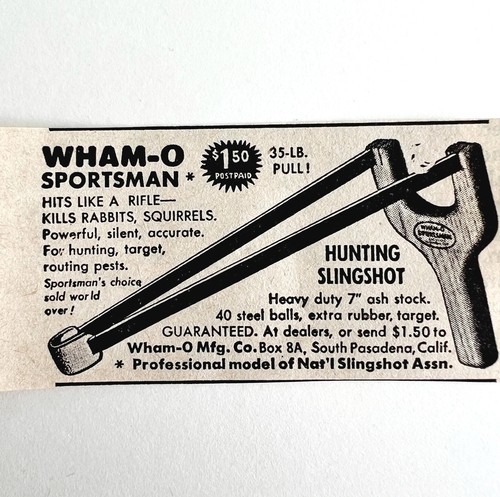 WHAM-O
SPORTSMAN *
$1.50
POSTPAID
35-LB.
PULL!
HITS LIKE A RIFLE—
KILLS RABBITS, SQUIRRELS.
Powerful, silent, accurate.
For hunting, target,
routing pests.
Sportsman's choice
sold world
over!
WHAM-O
SPORTSMAN
HUNTING
SLINGSHOT
Heavy duty 7" ash stock.
40 steel balls, extra rubber, target.
GUARANTEED. At dealers, or send $1.50 to
Wham-O Mfg. Co. Box 8A, South Pasadena, Calif.
* Professional model of Nat'l Slingshot Assn.